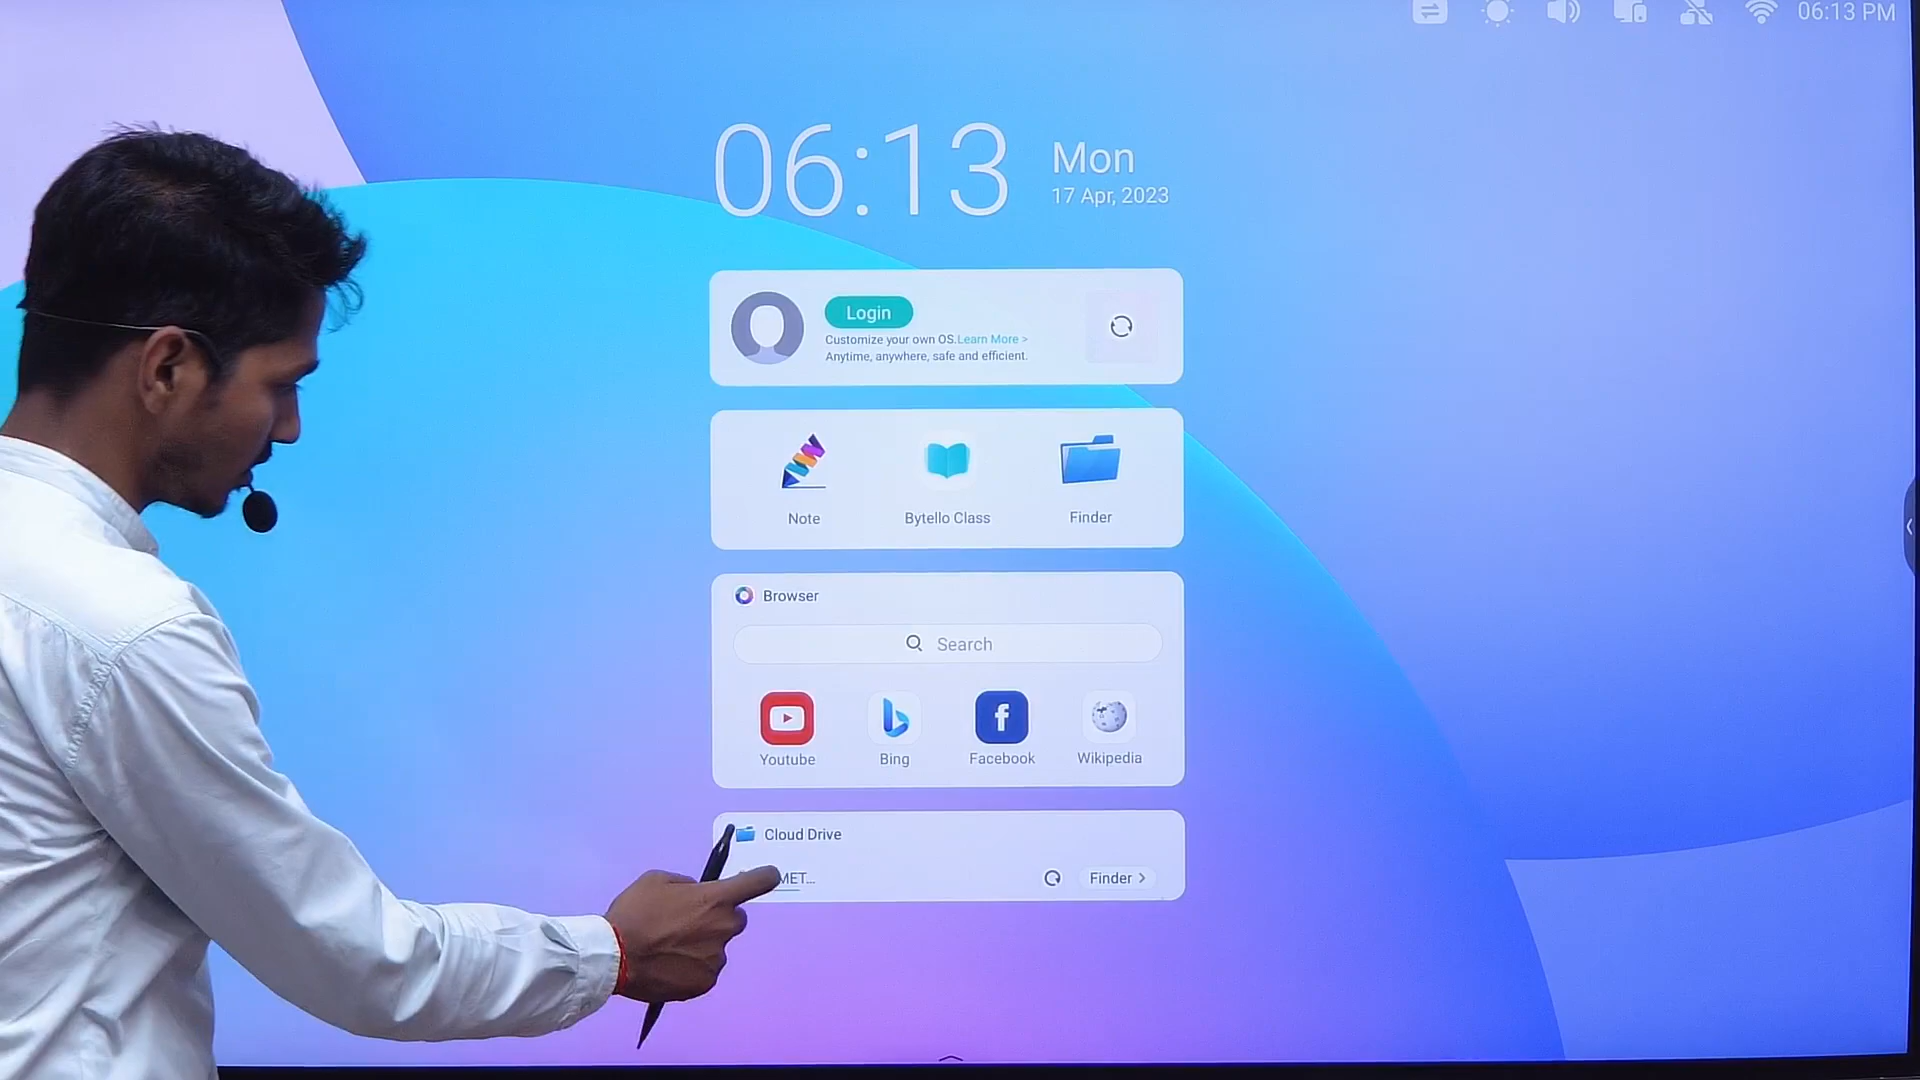 06:13 PM
06:13
Mon
17 Apr, 2023
Login
Customize your own OS.Learn More >
Anytime, anywhere, safe and efficient.
Note Bytello Class Finder
Browser
Search
Youtube Bing Facebook Wikipedia
Cloud Drive
Finder >